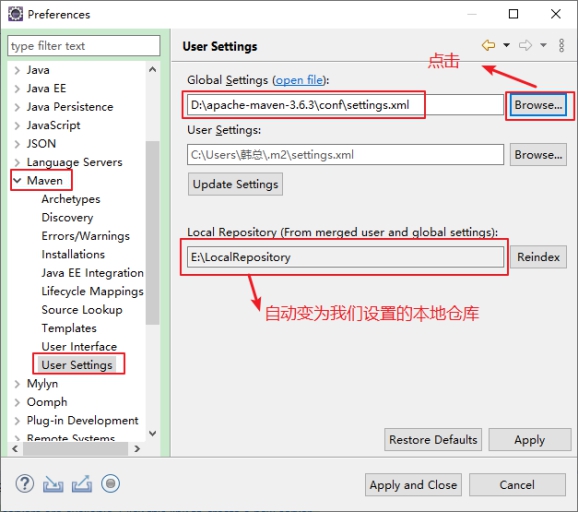 Preferences
type filter text
Java
Java EE
Java Persistence
JavaScript
JSON
Language Servers
Maven
Archetypes
Discovery
Errors/Warnings
Installations
Java EE Integration
Lifecycle Mappings
Source Lookup
Templates
User Interface
User Settings
Mylyn
Oomph
Plug-in Development
Remote Systems
User Settings
点击
Global Settings (open file):
D:\apache-maven-3.6.3\conf\settings.xml
Browse...
User Settings:
C:\Users\韩总\.m2\settings.xml
Browse...
Update Settings
Local Repository (From merged user and global settings):
E:\LocalRepository
Reindex
自动变为我们设置的本地仓库
Restore Defaults
Apply
Apply and Close
Cancel